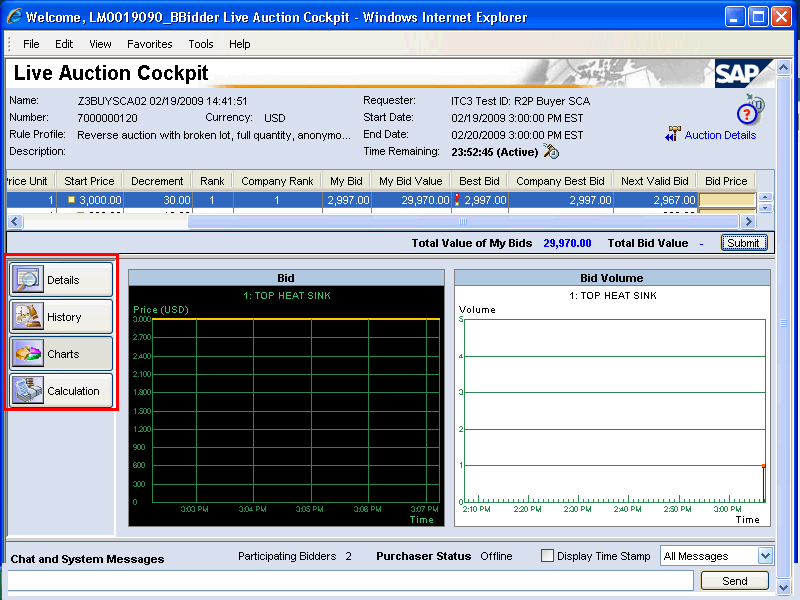 Welcome, LM0019090_BBidder Live Auction Cockpit - Windows Internet Explorer
File Edit View Favorites Tools Help
Live Auction Cockpit
SAP
Name: Z3BUYSCA02 02/19/2009 14:41:51 Requester: ITC3 Test ID: R2P Buyer SCA
Number: 7000000120 Currency: USD Start Date: 02/19/2009 3:00:00 PM EST
Rule Profile: Reverse auction with broken lot, full quantity, anonymo... End Date: 02/20/2009 3:00:00 PM EST
Auction Details
Description: Time Remaining: 23:52:45 (Active)
Price Unit Start Price Decrement Rank Company Rank My Bid My Bid Value Best Bid Company Best Bid Next Valid Bid Bid Price
1 3,000.00 30.00 1 1 2,997.00 29,970.00 2,997.00 2,997.00 2,967.00
Total Value of My Bids 29,970.00 Total Bid Value - Submit
Details
History
Charts
Calculation
Bid
1: TOP HEAT SINK
Price (USD)
3.000
2.700
2.400
2.100
1.800
1.500
1.200
900
600
300
0
3:03 PM 3:04 PM 3:05 PM 3:06 PM 3:07 PM
Time
Bid Volume
1: TOP HEAT SINK
Volume
5
4
3
2
1
0
2:10 PM 2:20 PM 2:30 PM 2:40 PM 2:50 PM 3:00 PM
Time
Chat and System Messages Participating Bidders 2 Purchaser Status Offline Display Time Stamp All Messages
Send